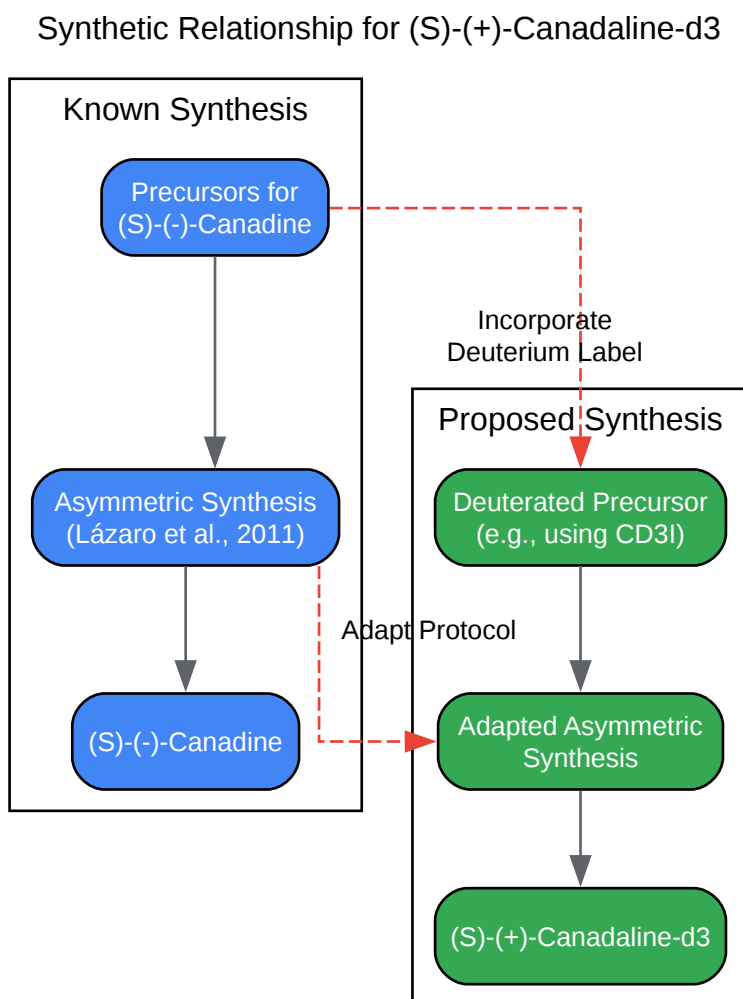 Synthetic Relationship for (S)-(+)-Canadaline-d3
Known Synthesis
Precursors for
(S)-(-)-Canadine
Asymmetric Synthesis
(Lázaro et al., 2011)
(S)-(-)-Canadine
Incorporate
Deuterium Label
Adapt Protocol
Proposed Synthesis
Deuterated Precursor
(e.g., using CD3I)
Adapted Asymmetric
Synthesis
(S)-(+)-Canadaline-d3